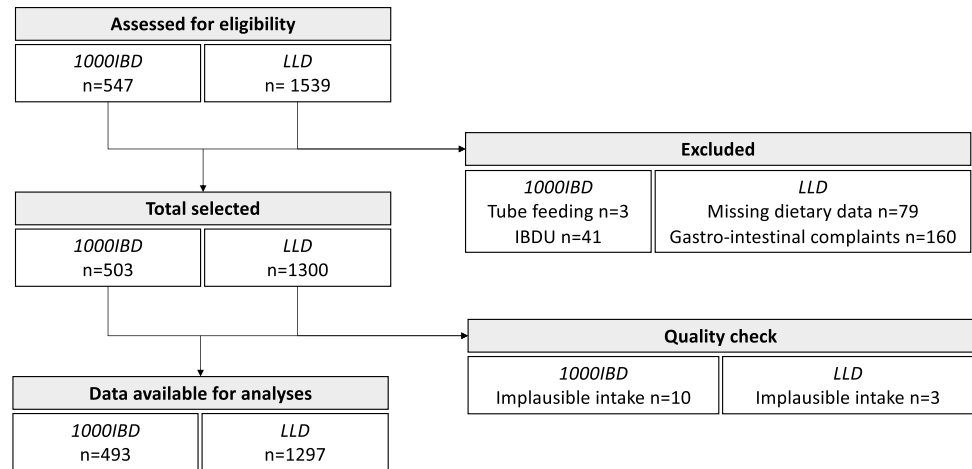 Assessed for eligibility
1000IBD
n=547
LLD
n= 1539
Excluded
1000IBD
Tube feeding n=3
IBDU n=41
LLD
Missing dietary data n=79
Gastro-intestinal complaints n=160
Total selected
1000IBD
n=503
LLD
n=1300
Quality check
1000IBD
Implausible intake n=10
LLD
Implausible intake n=3
Data available for analyses
1000IBD
n=493
LLD
n=1297